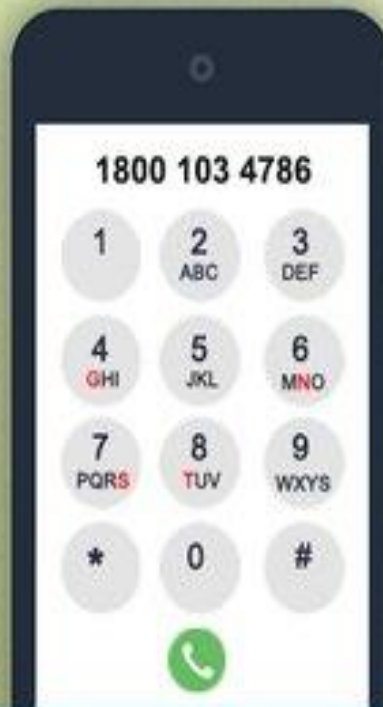 1800 103 4786
1 2 3
ABC DEF
4 5 6
GHI JKL MNO
7 8 9
PQRS TUV WXYS
* 0 #